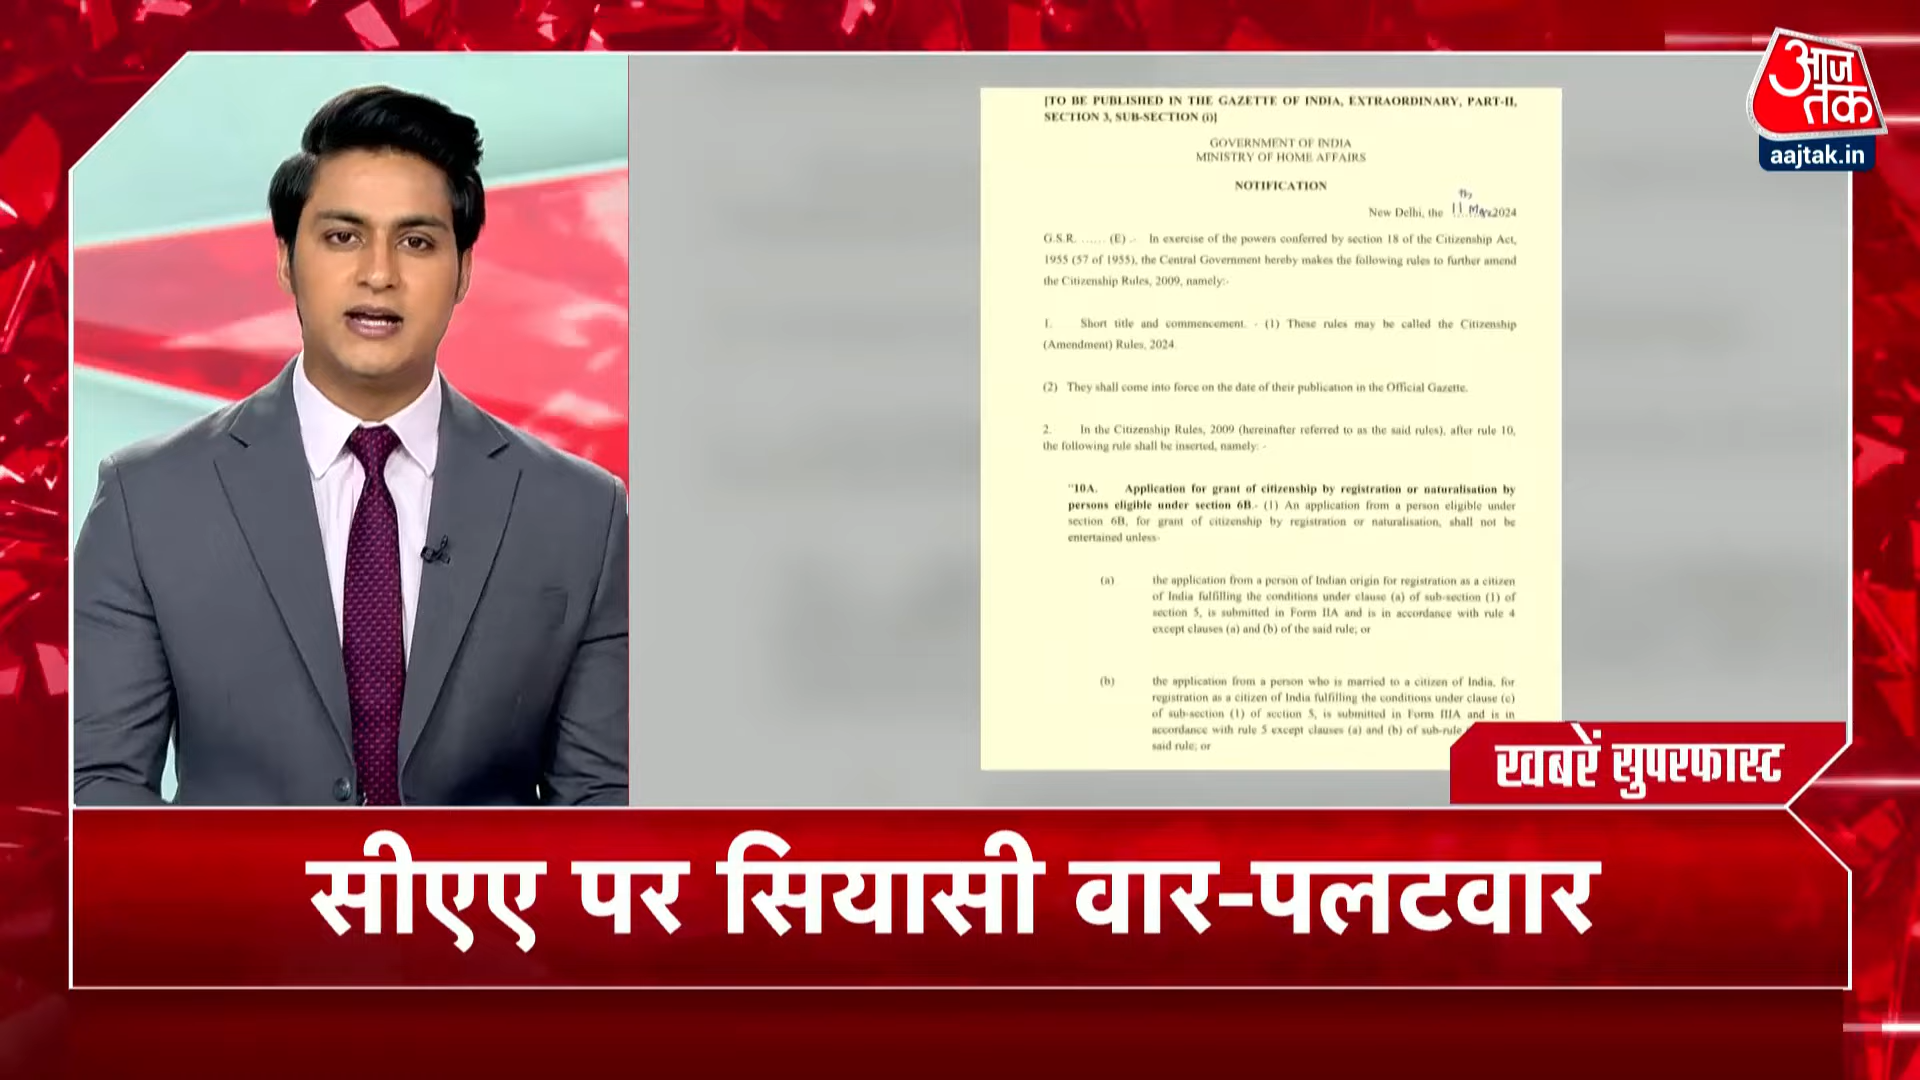 आज
तक
aajtak.in
[TO BE PUBLISHED IN THE GAZETTE OF INDIA, EXTRAORDINARY, PART-II,
SECTION 3, SUB-SECTION (i)]
GOVERNMENT OF INDIA
MINISTRY OF HOME AFFAIRS
NOTIFICATION
New Delhi, the 11 Mar 2024
G.S.R. ...... (E) .- In exercise of the powers conferred by section 18 of the Citizenship Act,
1955 (57 of 1955), the Central Government hereby makes the following rules to further amend
the Citizenship Rules, 2009, namely:-
1. Short title and commencement. - (1) These rules may be called the Citizenship
(Amendment) Rules, 2024.
(2) They shall come into force on the date of their publication in the Official Gazette.
2. In the Citizenship Rules, 2009 (hereinafter referred to as the said rules), after rule 10,
the following rule shall be inserted, namely: -
"10A. Application for grant of citizenship by registration or naturalisation by
persons eligible under section 6B.- (1) An application from a person eligible under
section 6B, for grant of citizenship by registration or naturalisation, shall not be
entertained unless-
(a) the application from a person of Indian origin for registration as a citizen
of India fulfilling the conditions under clause (a) of sub-section (1) of
section 5, is submitted in Form IIA and is in accordance with rule 4
except clauses (a) and (b) of the said rule; or
(b) the application from a person who is married to a citizen of India, for
registration as a citizen of India fulfilling the conditions under clause (c)
of sub-section (1) of section 5, is submitted in Form IIIA and is in
accordance with rule 5 except clauses (a) and (b) of sub-rule
said rule; or
खबरें सुपरफास्ट
सीएए पर सियासी वार-पलटवार